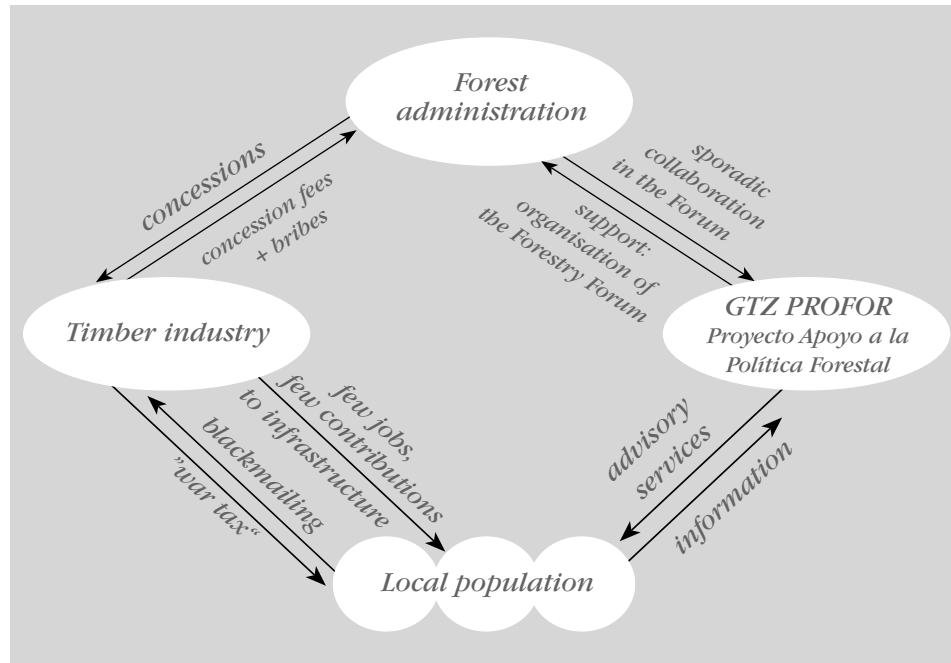 Forest
administration
concessions
concession fees
+ bribes
sporadic
collaboration
in the Forum
support:
organisation of
the Forestry Forum
Timber industry
GTZ PROFOR
Proyecto Apoyo a la
Política Forestal
few jobs,
few contributions
to infrastructure
blackmailing
”war tax“
advisory
services
information
Local population